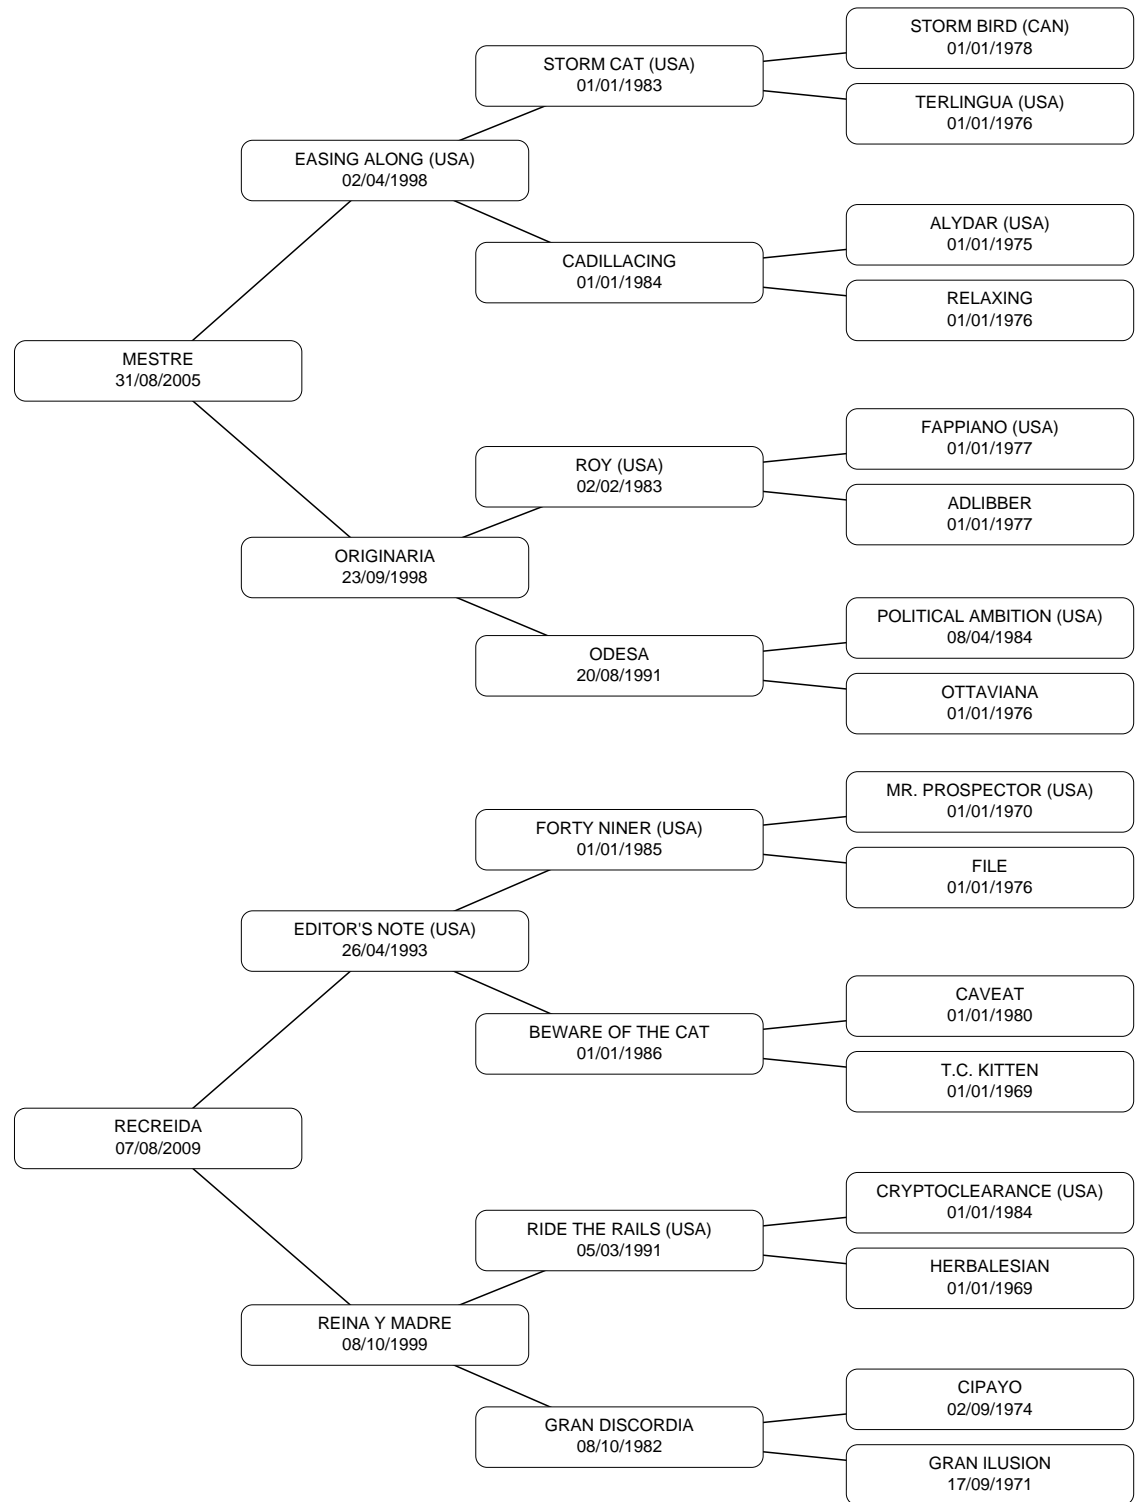 STORM BIRD (CAN)
01/01/1978
STORM CAT (USA)
01/01/1983
TERLINGUA (USA)
01/01/1976
EASING ALONG (USA)
02/04/1998
ALYDAR (USA)
01/01/1975
CADILLACING
01/01/1984
RELAXING
01/01/1976
MESTRE
31/08/2005
FAPPIANO (USA)
01/01/1977
ROY (USA)
02/02/1983
ADLIBBER
01/01/1977
ORIGINARIA
23/09/1998
POLITICAL AMBITION (USA)
08/04/1984
ODESA
20/08/1991
OTTAVIANA
01/01/1976
MR. PROSPECTOR (USA)
01/01/1970
FORTY NINER (USA)
01/01/1985
FILE
01/01/1976
EDITOR'S NOTE (USA)
26/04/1993
CAVEAT
01/01/1980
BEWARE OF THE CAT
01/01/1986
T.C. KITTEN
01/01/1969
RECREIDA
07/08/2009
CRYPTOCLEARANCE (USA)
01/01/1984
RIDE THE RAILS (USA)
05/03/1991
HERBALESIAN
01/01/1969
REINA Y MADRE
08/10/1999
CIPAYO
02/09/1974
GRAN DISCORDIA
08/10/1982
GRAN ILUSION
17/09/1971